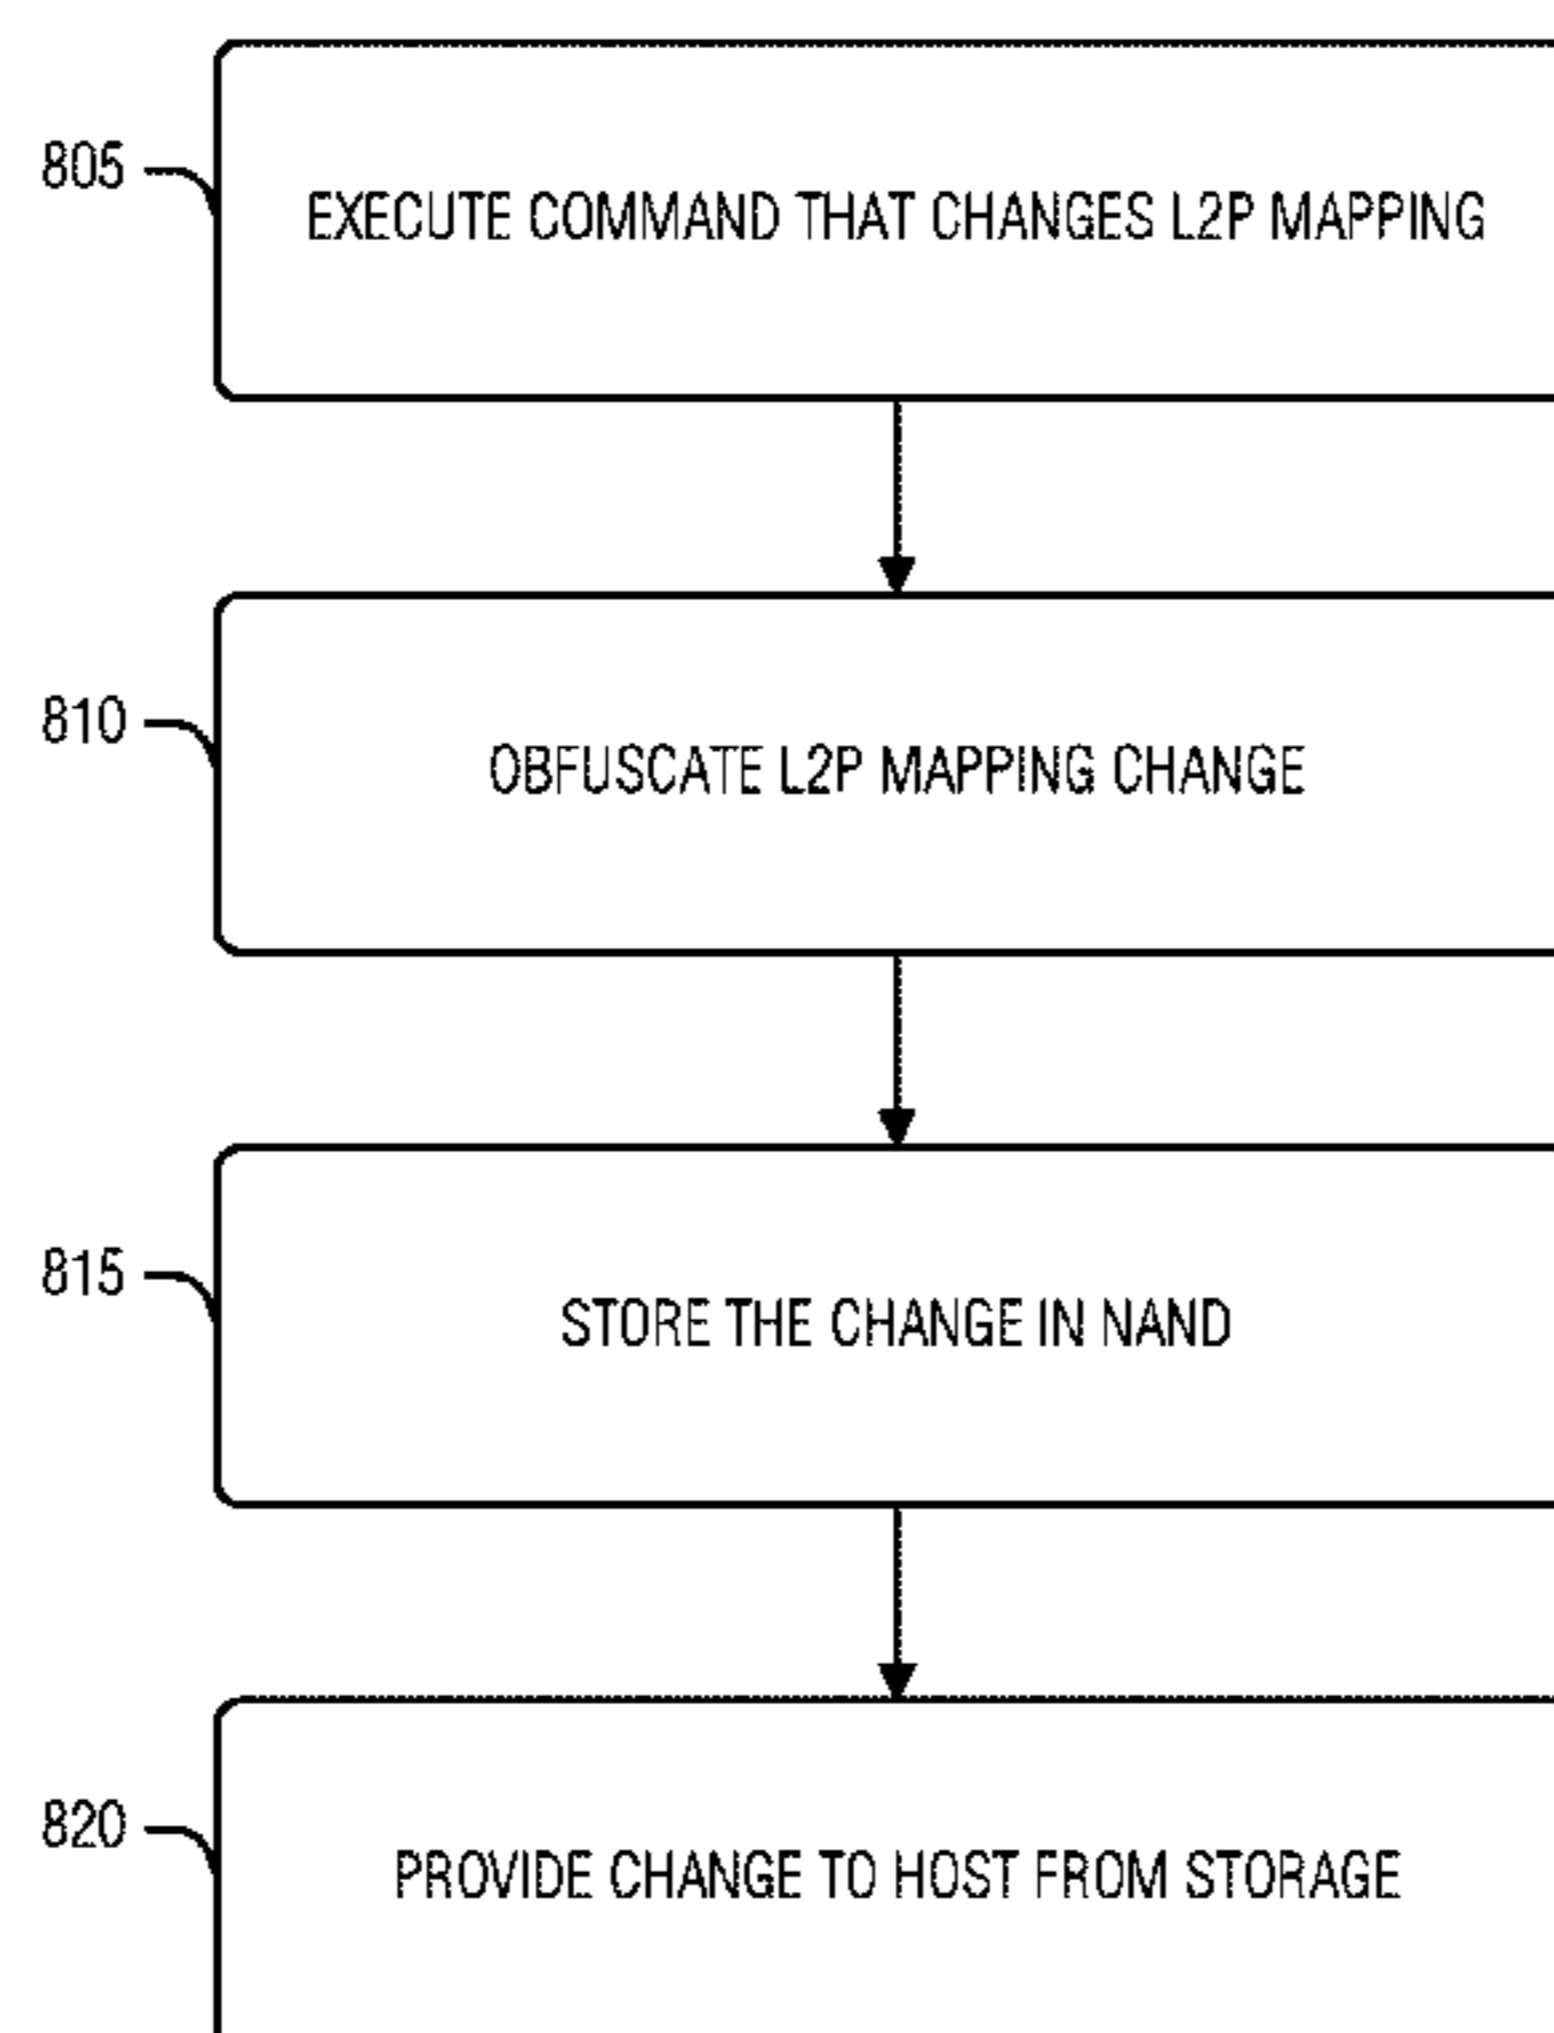 805
EXECUTE COMMAND THAT CHANGES L2P MAPPING
810
OBFUSCATE L2P MAPPING CHANGE
815
STORE THE CHANGE IN NAND
820
PROVIDE CHANGE TO HOST FROM STORAGE